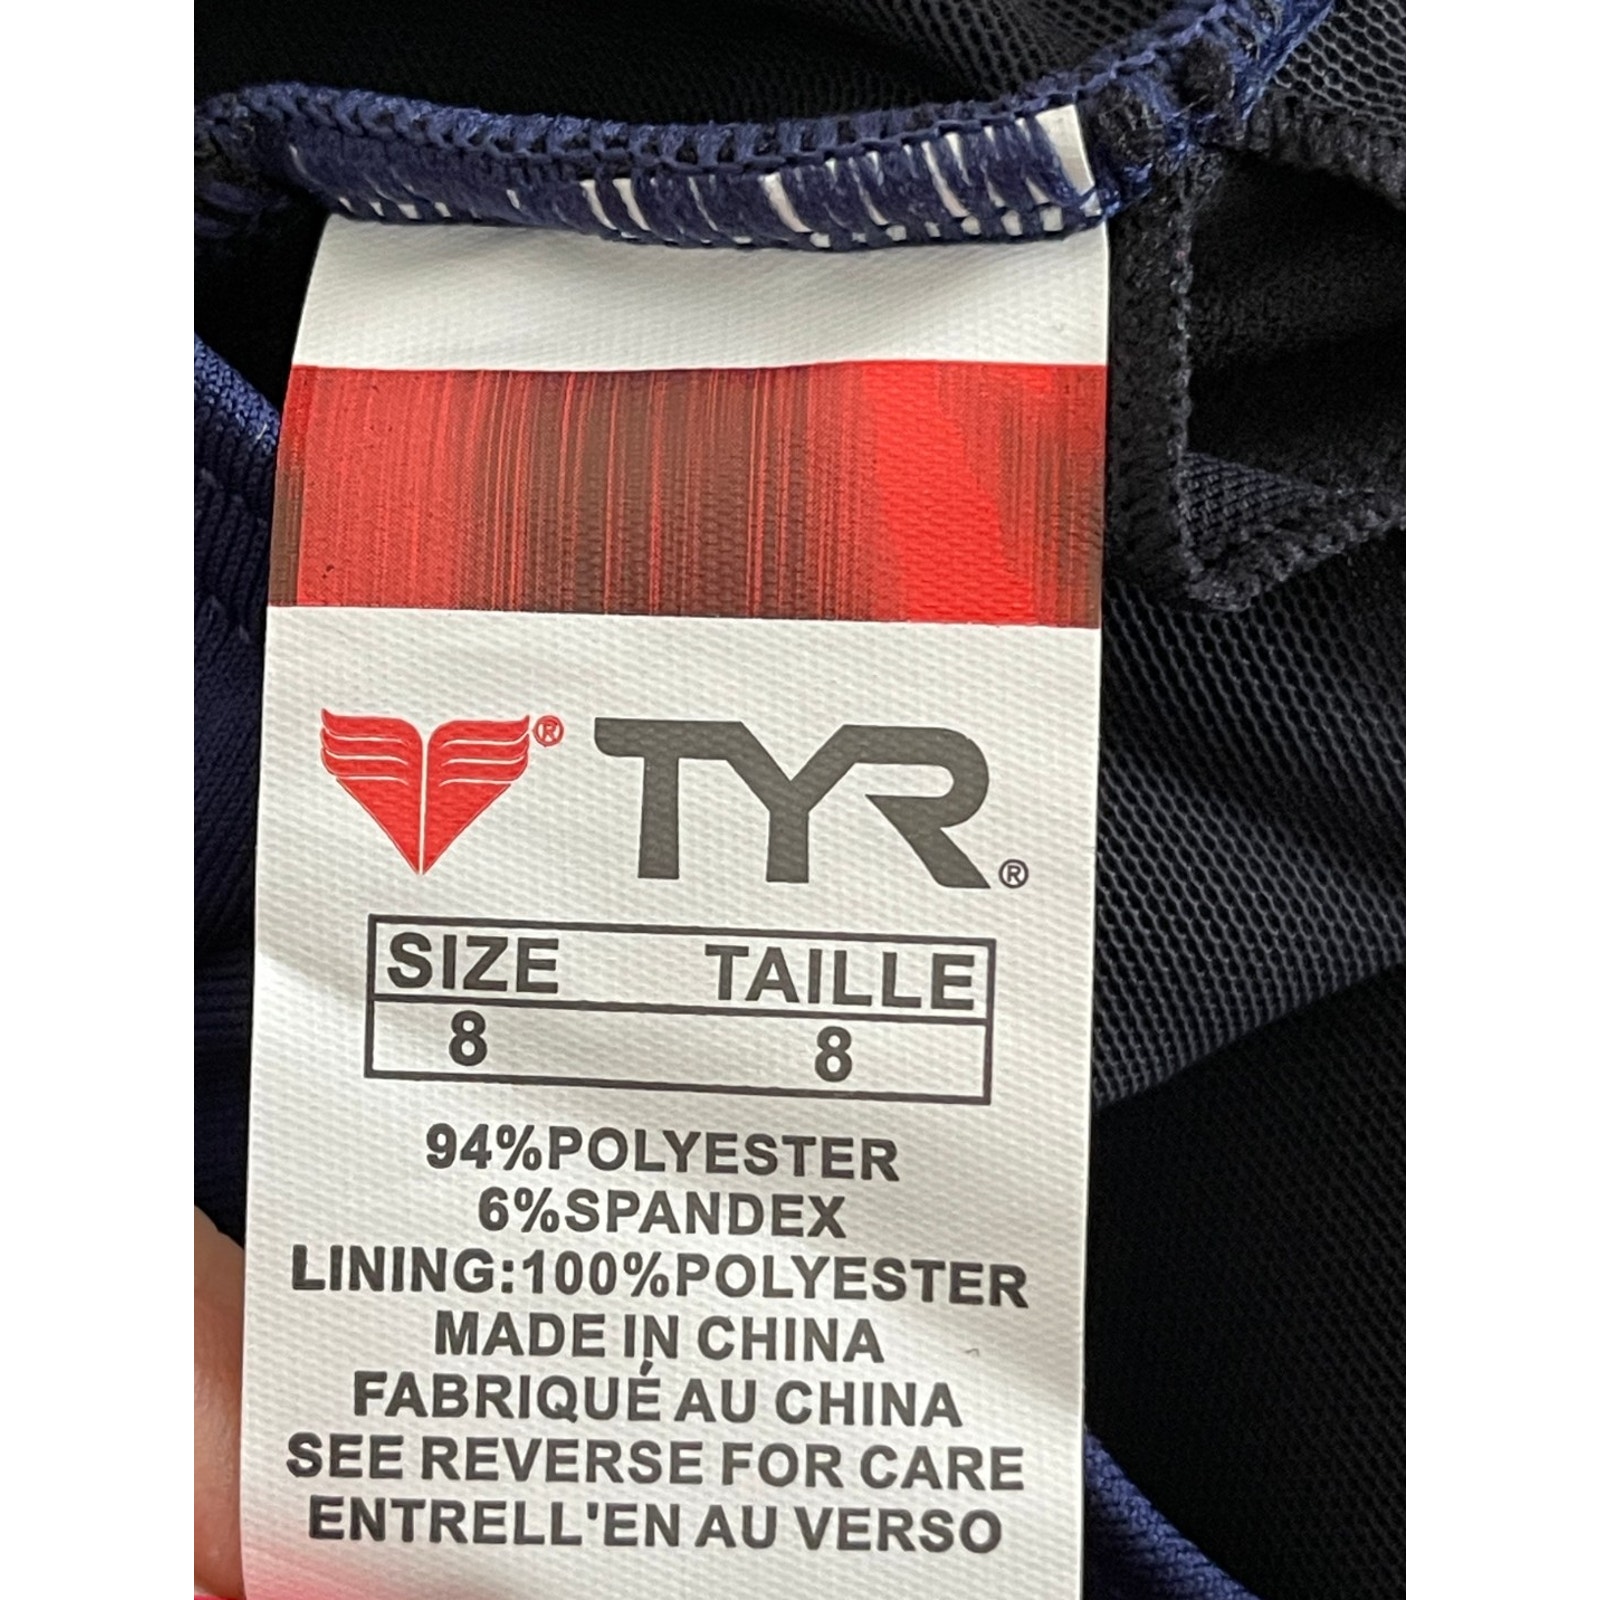 ® TYR®
SIZE TAILLE
8 8
94%POLYESTER
6%SPANDEX
LINING:100%POLYESTER
MADE IN CHINA
FABRIQUÉ AU CHINA
SEE REVERSE FOR CARE
ENTRELL'EN AU VERSO